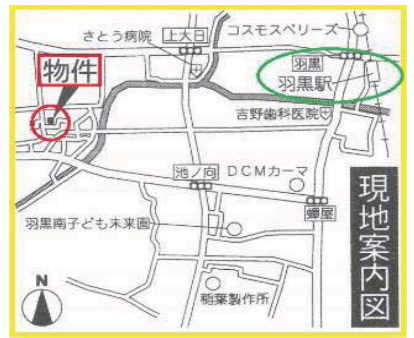 コスモスベリーズ
さとう病院
上大日
羽黒
物件
羽黒駅
吉野歯科医院
池ノ向
DCMカーマ
蝉屋
羽黒南子ども未来園
稲葉製作所
現地案内図
N